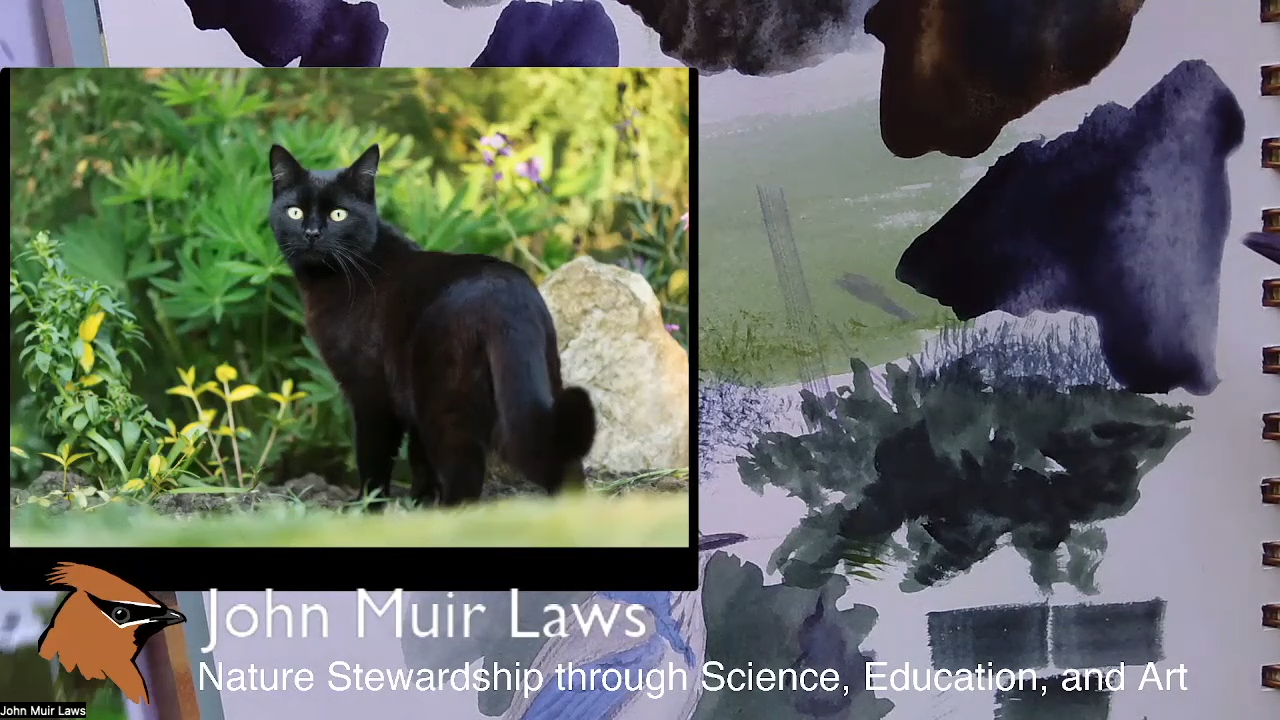 John Muir Laws
Nature Stewardship through Science, Education, and Art
John Muir Laws